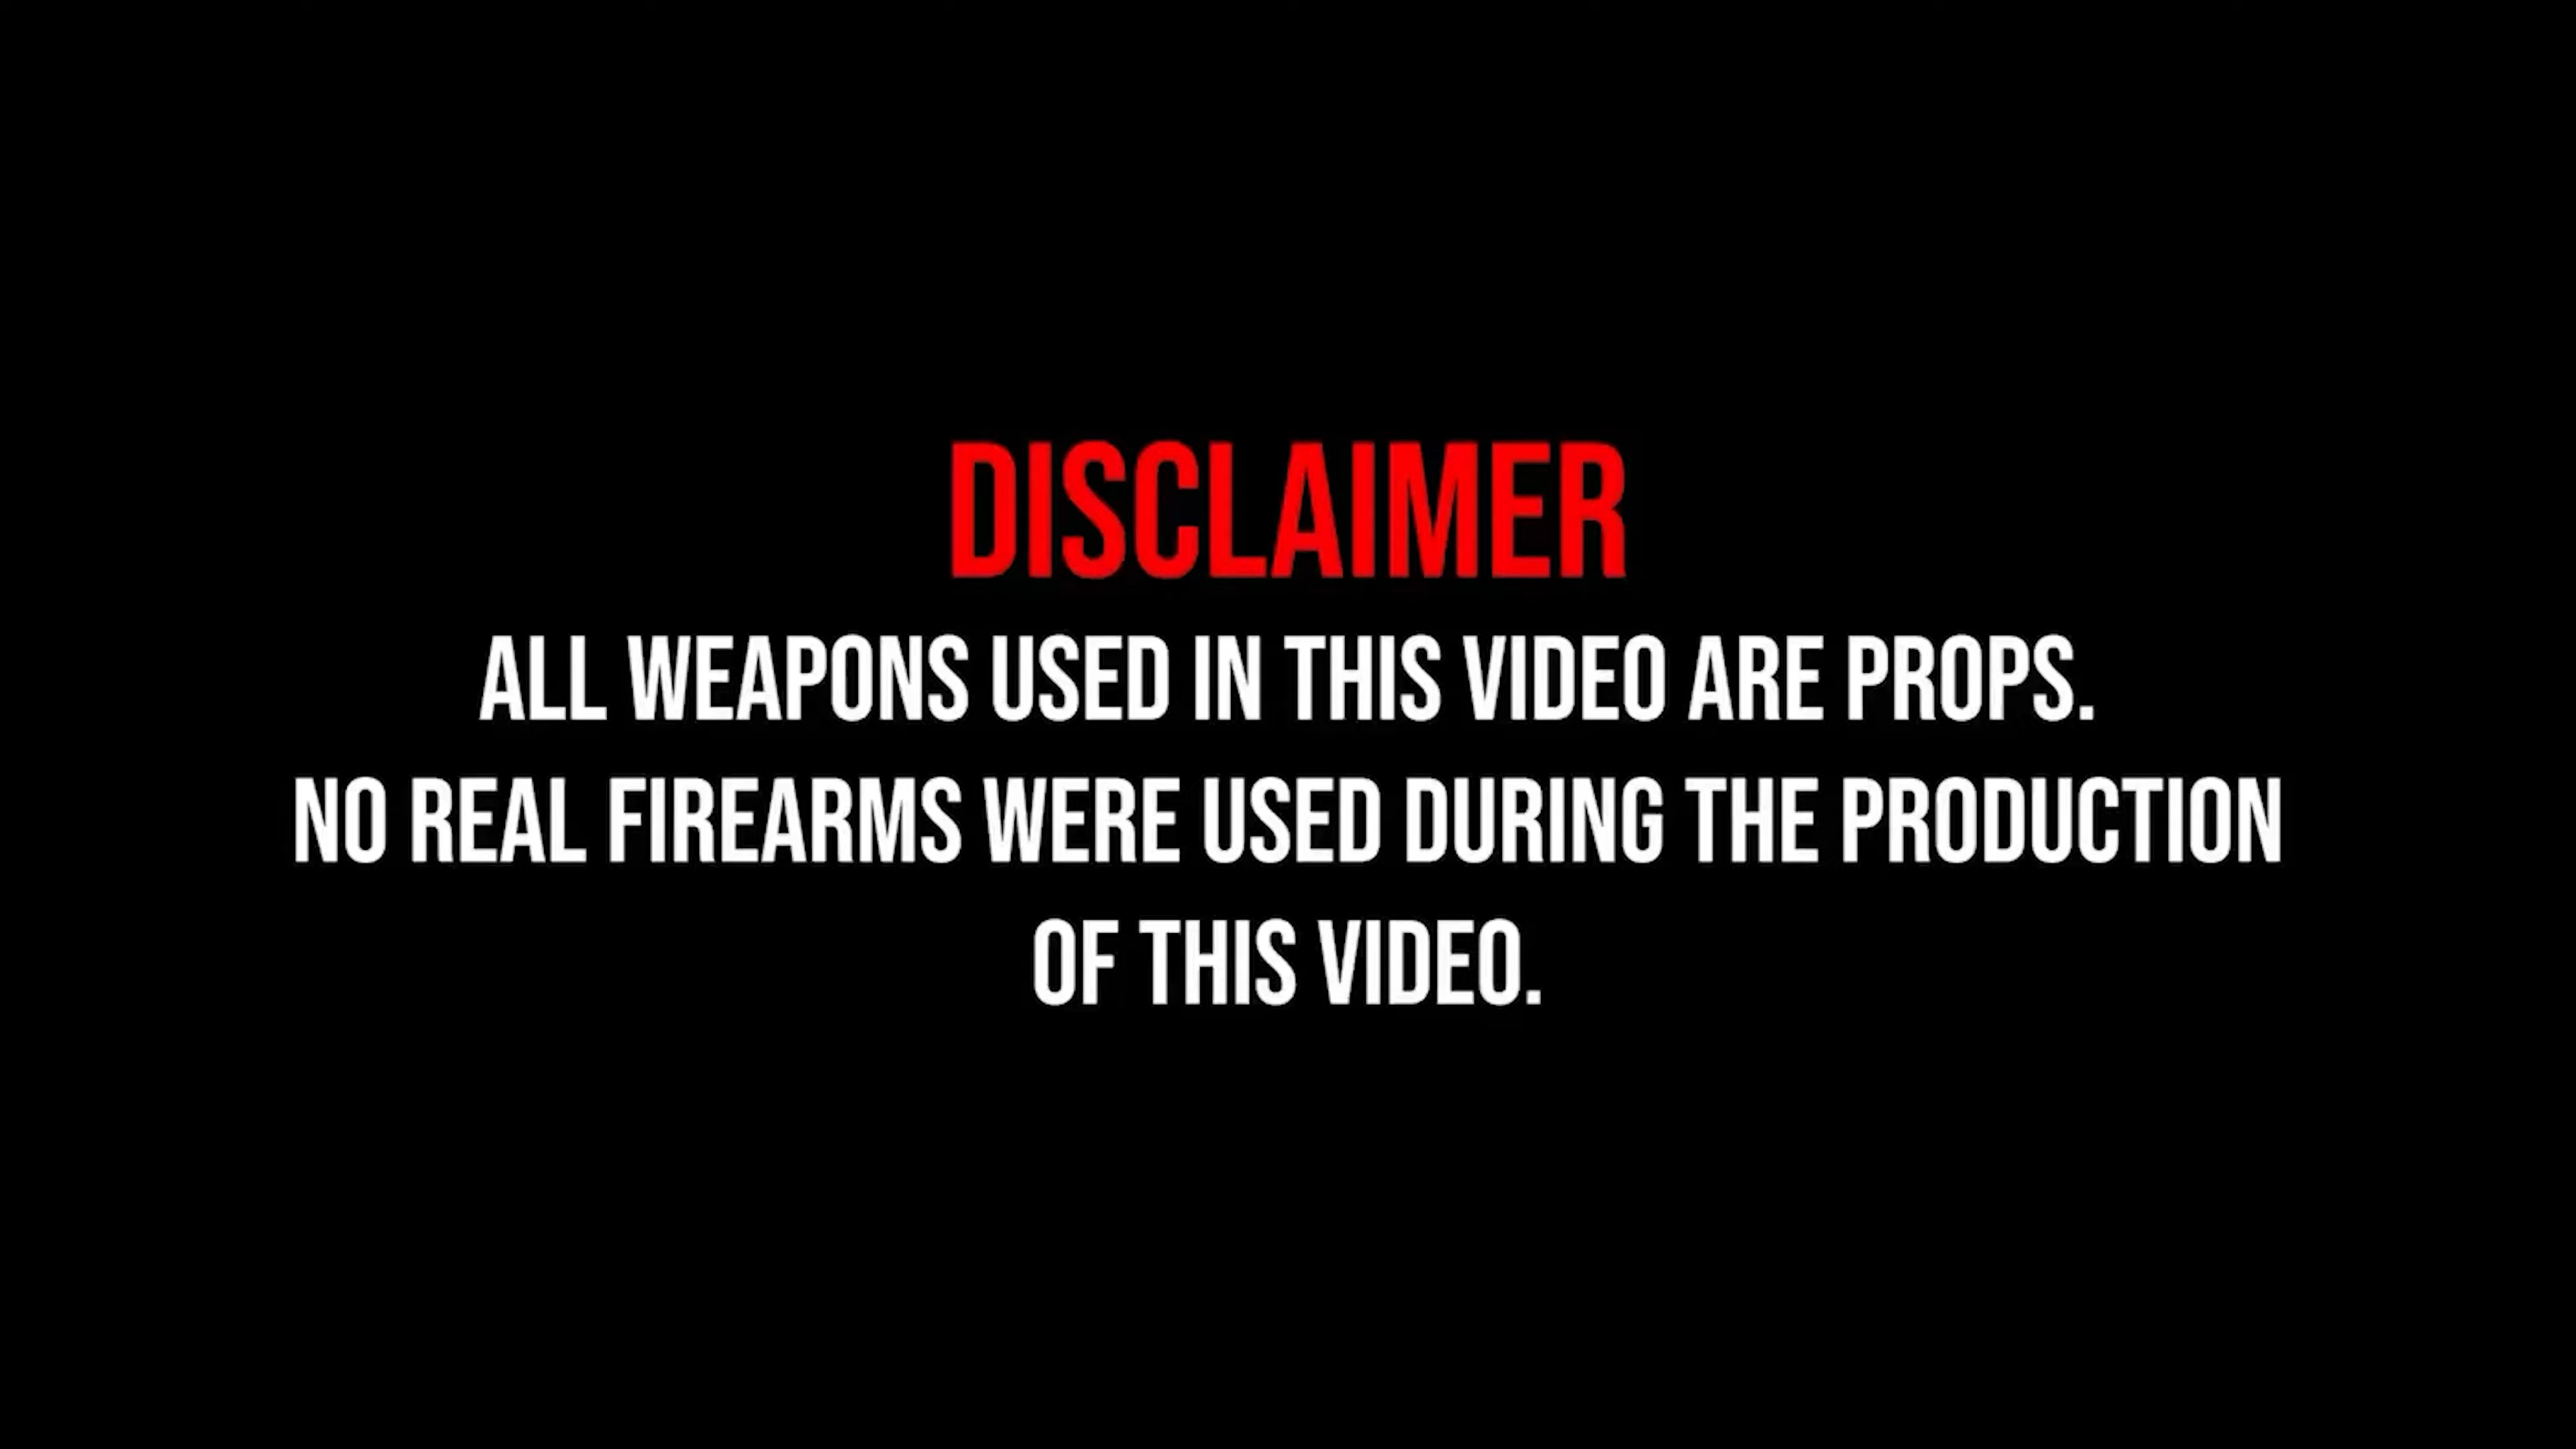 DISCLAIMER
ALL WEAPONS USED IN THIS VIDEO ARE PROPS.
NO REAL FIREARMS WERE USED DURING THE PRODUCTION
OF THIS VIDEO.